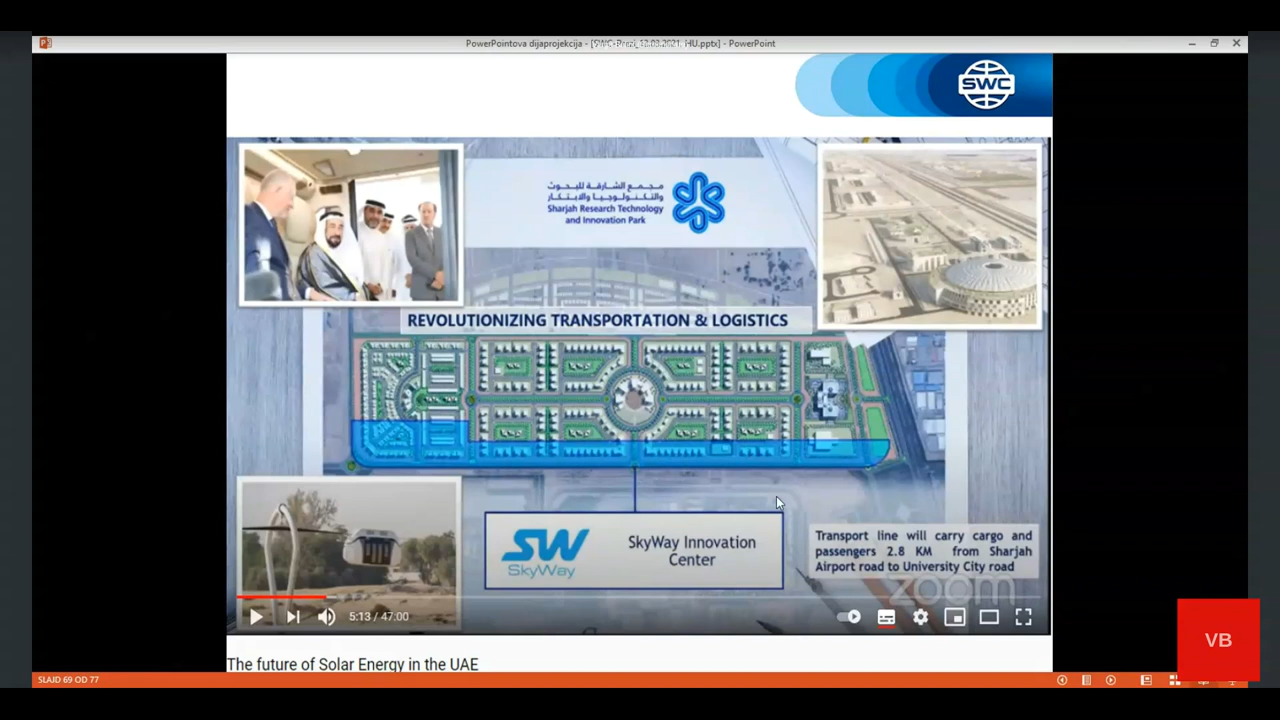 PowerPointova dijaprojekcija - [SWC-Prezi_12.03.2021._HU.pptx] - PowerPoint
SWC
مجمع الشارقة للبحوث
والتكنولوجيا والابتكار
Sharjah Research Technology
and Innovation Park
REVOLUTIONIZING TRANSPORTATION & LOGISTICS
SW
SkyWay
SkyWay Innovation
Center
Transport line will carry cargo and
passengers 2.8 KM from Sharjah
Airport road to University City road
zoom
5:13 / 47:00
VB
The future of Solar Energy in the UAE
SLAJD 69 OD 77